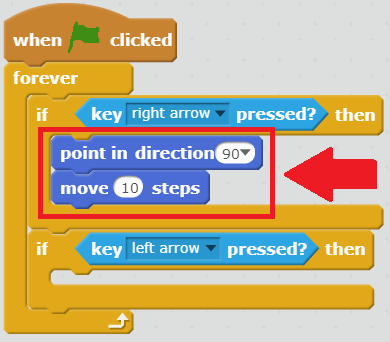 when clicked
forever
if key right arrow pressed? then
point in direction 90
move 10 steps
if key left arrow pressed? then